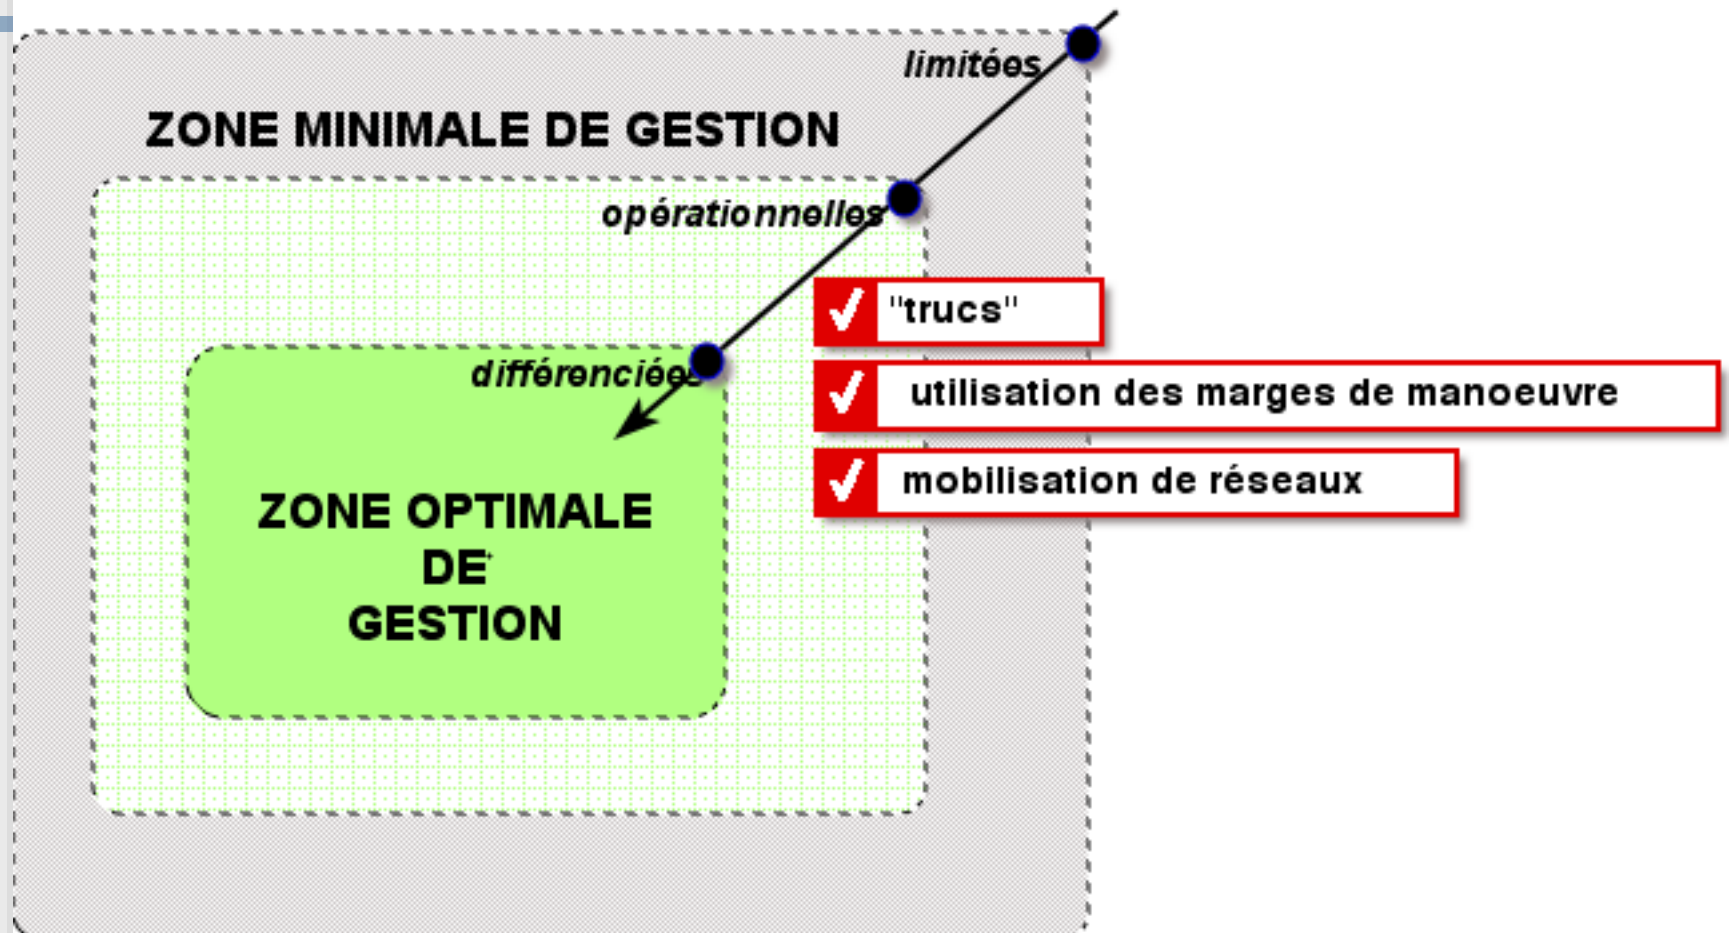 limitées
ZONE MINIMALE DE GESTION
opérationnelles
"trucs"
différenciées
utilisation des marges de manoeuvre
mobilisation de réseaux
ZONE OPTIMALE
DE
GESTION